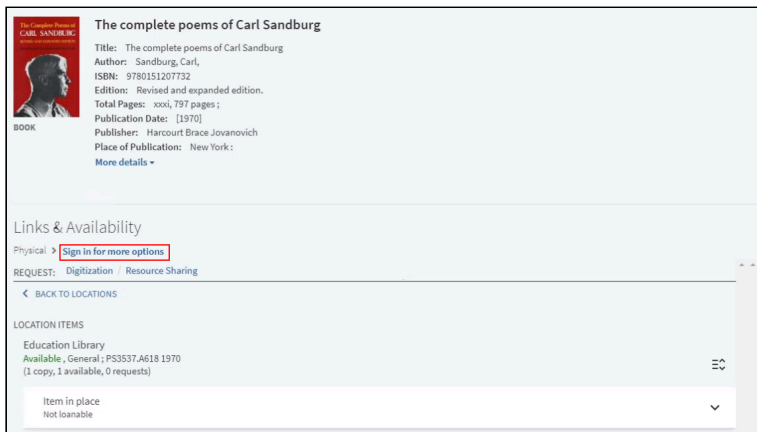 The Complete Poems of
CARL SANDBURG
REVISED AND EXPANDED EDITION
BOOK
The complete poems of Carl Sandburg
Title: The complete poems of Carl Sandburg
Author: Sandburg, Carl,
ISBN: 9780151207732
Edition: Revised and expanded edition.
Total Pages: xxxi, 797 pages ;
Publication Date: [1970]
Publisher: Harcourt Brace Jovanovich
Place of Publication: New York :
More details
Links & Availability
Physical > Sign in for more options
REQUEST: Digitization / Resource Sharing
< BACK TO LOCATIONS
LOCATION ITEMS
Education Library
Available , General ; PS3537.A618 1970
(1 copy, 1 available, 0 requests)
Item in place
Not loanable